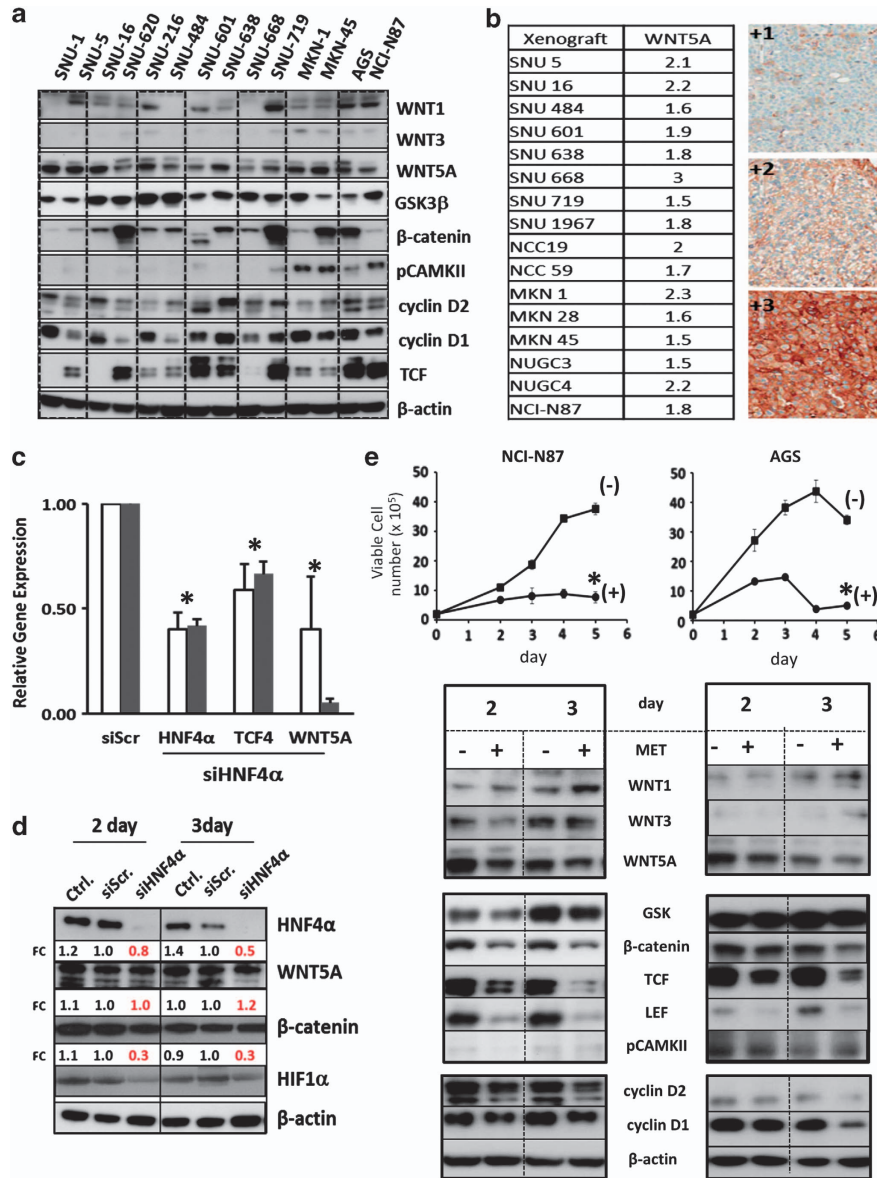 a
SNU-1
SNU-5
SNU-16
SNU-620
SNU-216
SNU-484
SNU-601
SNU-638
SNU-668
SNU-719
MKN-1
MKN-45
AGS
NCI-N87
WNT1
WNT3
WNT5A
GSK3β
β-catenin
pCAMKII
cyclin D2
cyclin D1
TCF
β-actin
b
Xenograft WNT5A
SNU 5 2.1
SNU 16 2.2
SNU 484 1.6
SNU 601 1.9
SNU 638 1.8
SNU 668 3
SNU 719 1.5
SNU 1967 1.8
NCC19 2
NCC 59 1.7
MKN 1 2.3
MKN 28 1.6
MKN 45 1.5
NUGC3 1.5
NUGC4 2.2
NCI-N87 1.8
+1
+2
+3
c
Relative Gene Expression
1.00
0.50
0.00
* * *
siScr HNF4α TCF4 WNT5A
siHNF4α
d
2 day 3day
Ctrl. siScr. siHNF4α Ctrl. siScr. siHNF4α
HNF4α
FC 1.2 1.0 0.8 1.4 1.0 0.5
WNT5A
FC 1.1 1.0 1.0 1.0 1.0 1.2
β-catenin
FC 1.1 1.0 0.3 0.9 1.0 0.3
HIF1α
β-actin
e
NCI-N87
Viable Cell
number (x 10⁵)
50
40
30
20
10
0
0 1 2 3 4 5 6
day
(-)
*
(+)
AGS
50
40
30
20
10
0
0 1 2 3 4 5 6
day
(-)
*
(+)
2 3 day 2 3
- + - + MET - + - +
WNT1
WNT3
WNT5A
GSK
β-catenin
TCF
LEF
pCAMKII
cyclin D2
cyclin D1
β-actin